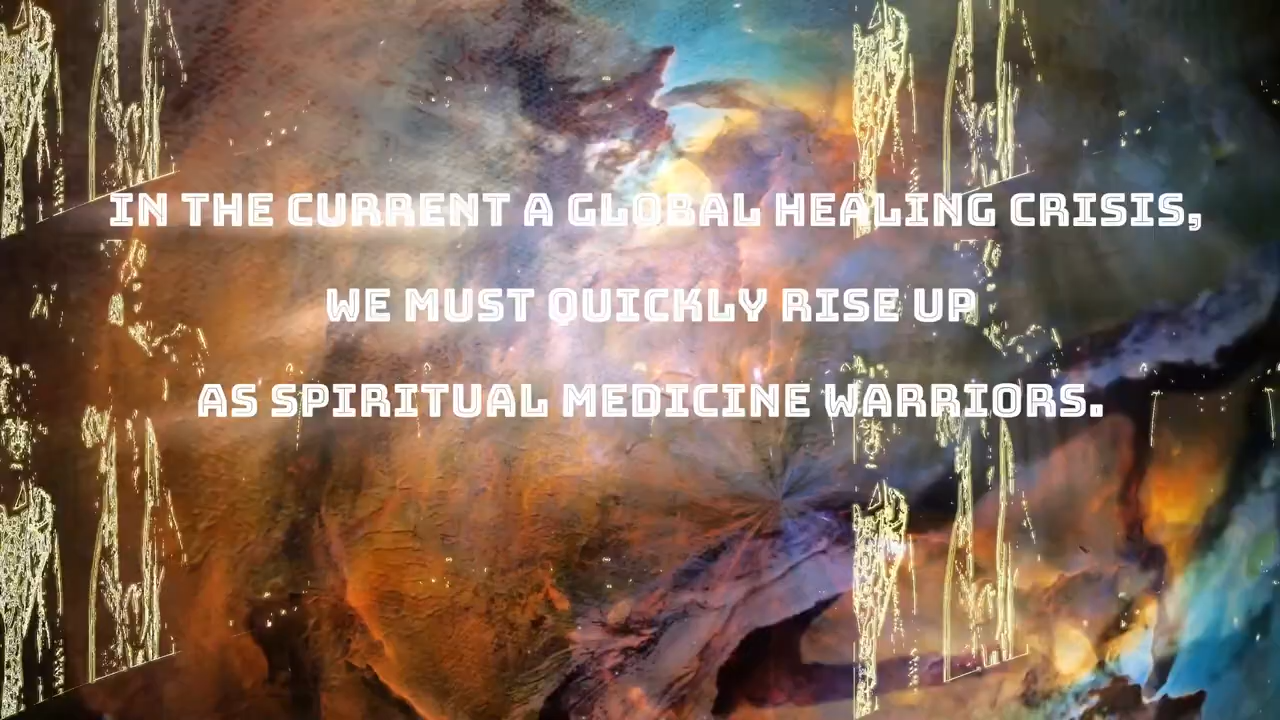 IN THE CURRENT A GLOBAL HEALING CRISIS,
WE MUST QUICKLY RISE UP
AS SPIRITUAL MEDICINE WARRIORS.